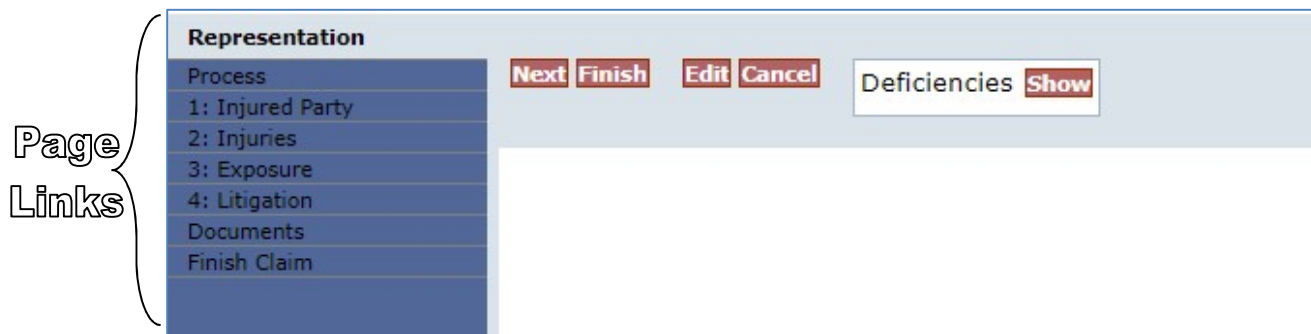 Page
Links
Representation
Process
1: Injured Party
2: Injuries
3: Exposure
4: Litigation
Documents
Finish Claim
Next Finish Edit Cancel
Deficiencies Show